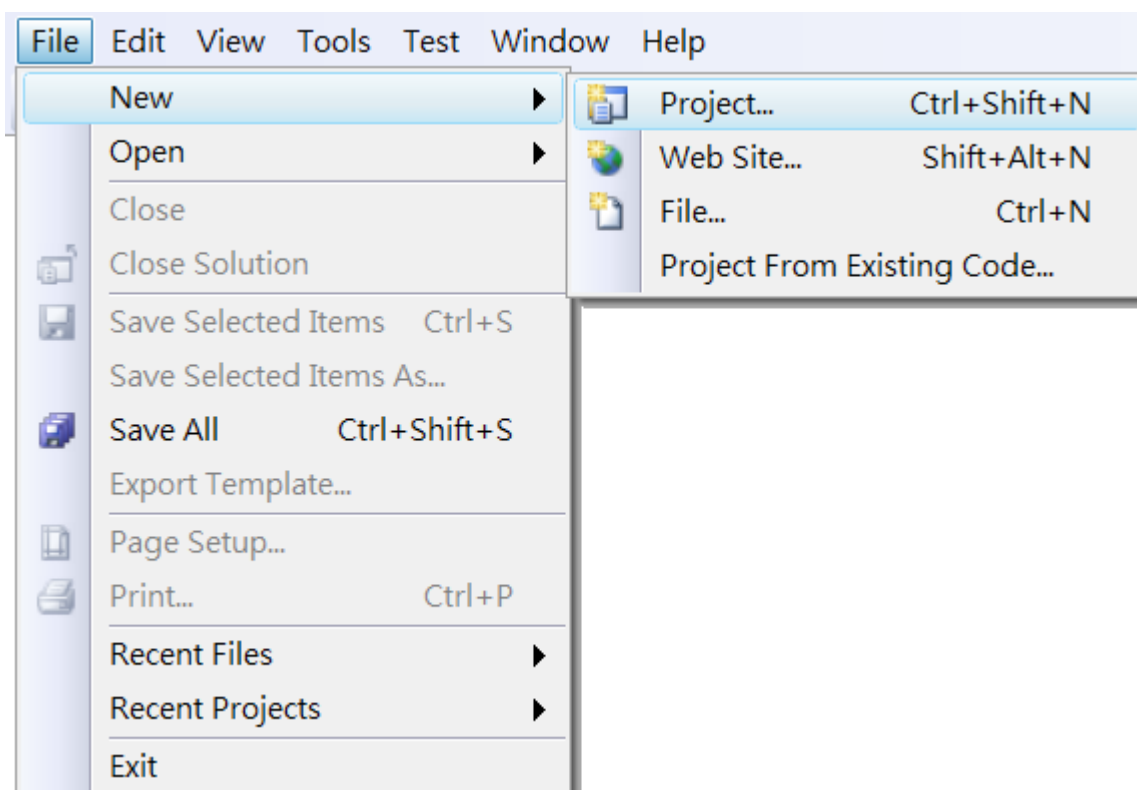 File Edit View Tools Test Window Help
New
Open
Close
Close Solution
Save Selected Items Ctrl+S
Save Selected Items As...
Save All Ctrl+Shift+S
Export Template...
Page Setup...
Print... Ctrl+P
Recent Files
Recent Projects
Exit
Project... Ctrl+Shift+N
Web Site... Shift+Alt+N
File... Ctrl+N
Project From Existing Code...